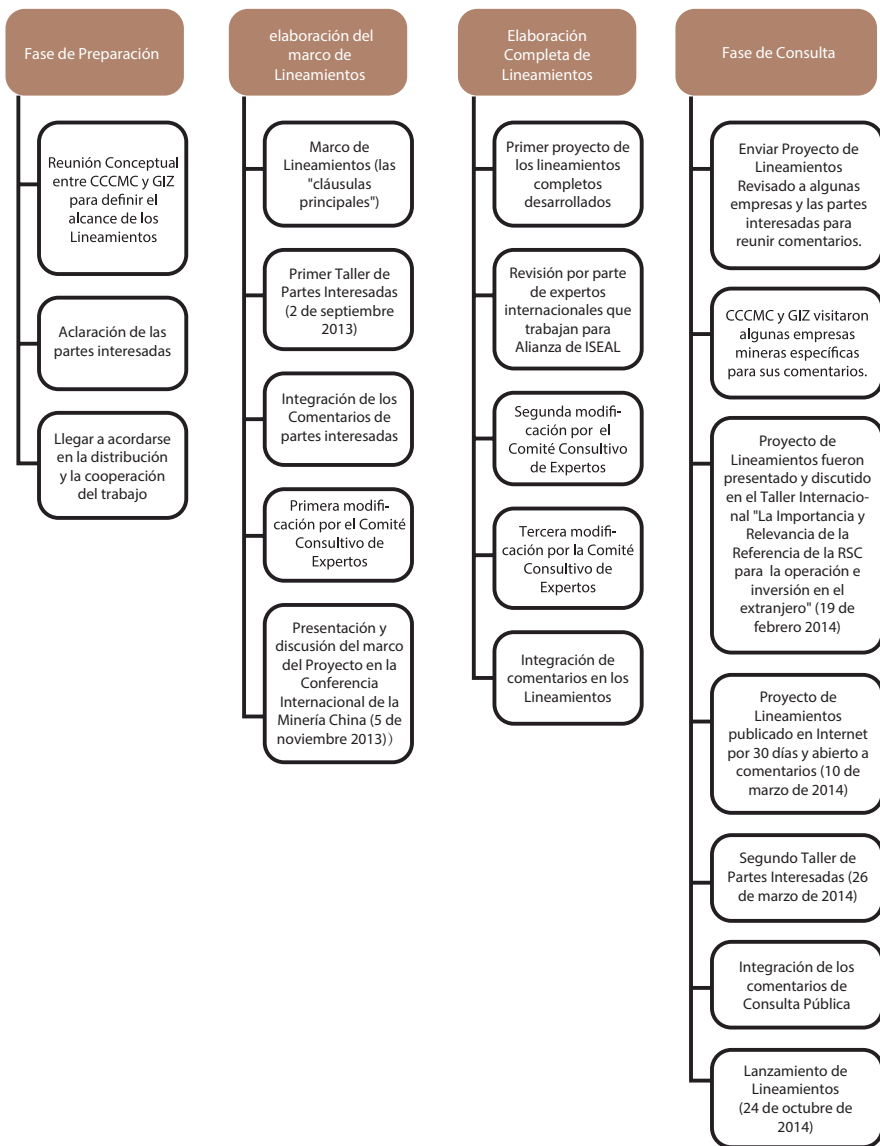 Fase de Preparación
Reunión Conceptual
entre CCCMC y GIZ
para definir el
alcance de los
Lineamientos
Aclaración de las
partes interesadas
Llegar a acordarse
en la distribución
y la cooperación
del trabajo
elaboración del
marco de
Lineamientos
Marco de
Lineamientos (las
"cláusulas
principales")
Primer Taller de
Partes Interesadas
(2 de septiembre
2013)
Integración de los
Comentarios de
partes interesadas
Primera modifi-
cación por el Comité
Consultivo de
Expertos
Presentación y
discusión del marco
del Proyecto en la
Conferencia
Internacional de la
Minería China (5 de
noviembre 2013))
Elaboración
Completa de
Lineamientos
Primer proyecto de
los lineamientos
completos
desarrollados
Revisión por parte
de expertos
internacionales que
trabajan para
Alianza de ISEAL
Segunda modifi-
cación por el Comité
Consultivo de
Expertos
Tercera modifi-
cación por la Comité
Consultivo de
Expertos
Integración de
comentarios en los
Lineamientos
Fase de Consulta
Enviar Proyecto de
Lineamientos
Revisado a algunas
empresas y las partes
interesadas para
reunir comentarios.
CCCMC y GIZ visitaron
algunas empresas
mineras específicas
para sus comentarios.
Proyecto de
Lineamientos fueron
presentado y discutido
en el Taller Internacio-
nal "La Importancia y
Relevancia de la
Referencia de la RSC
para la operación e
inversión en el
extranjero" (19 de
febrero 2014)
Proyecto de
Lineamientos
publicado en Internet
por 30 días y abierto a
comentarios (10 de
marzo de 2014)
Segundo Taller de
Partes Interesadas (26
de marzo de 2014)
Integración de los
comentarios de
Consulta Pública
Lanzamiento de
Lineamientos
(24 de octubre de
2014)